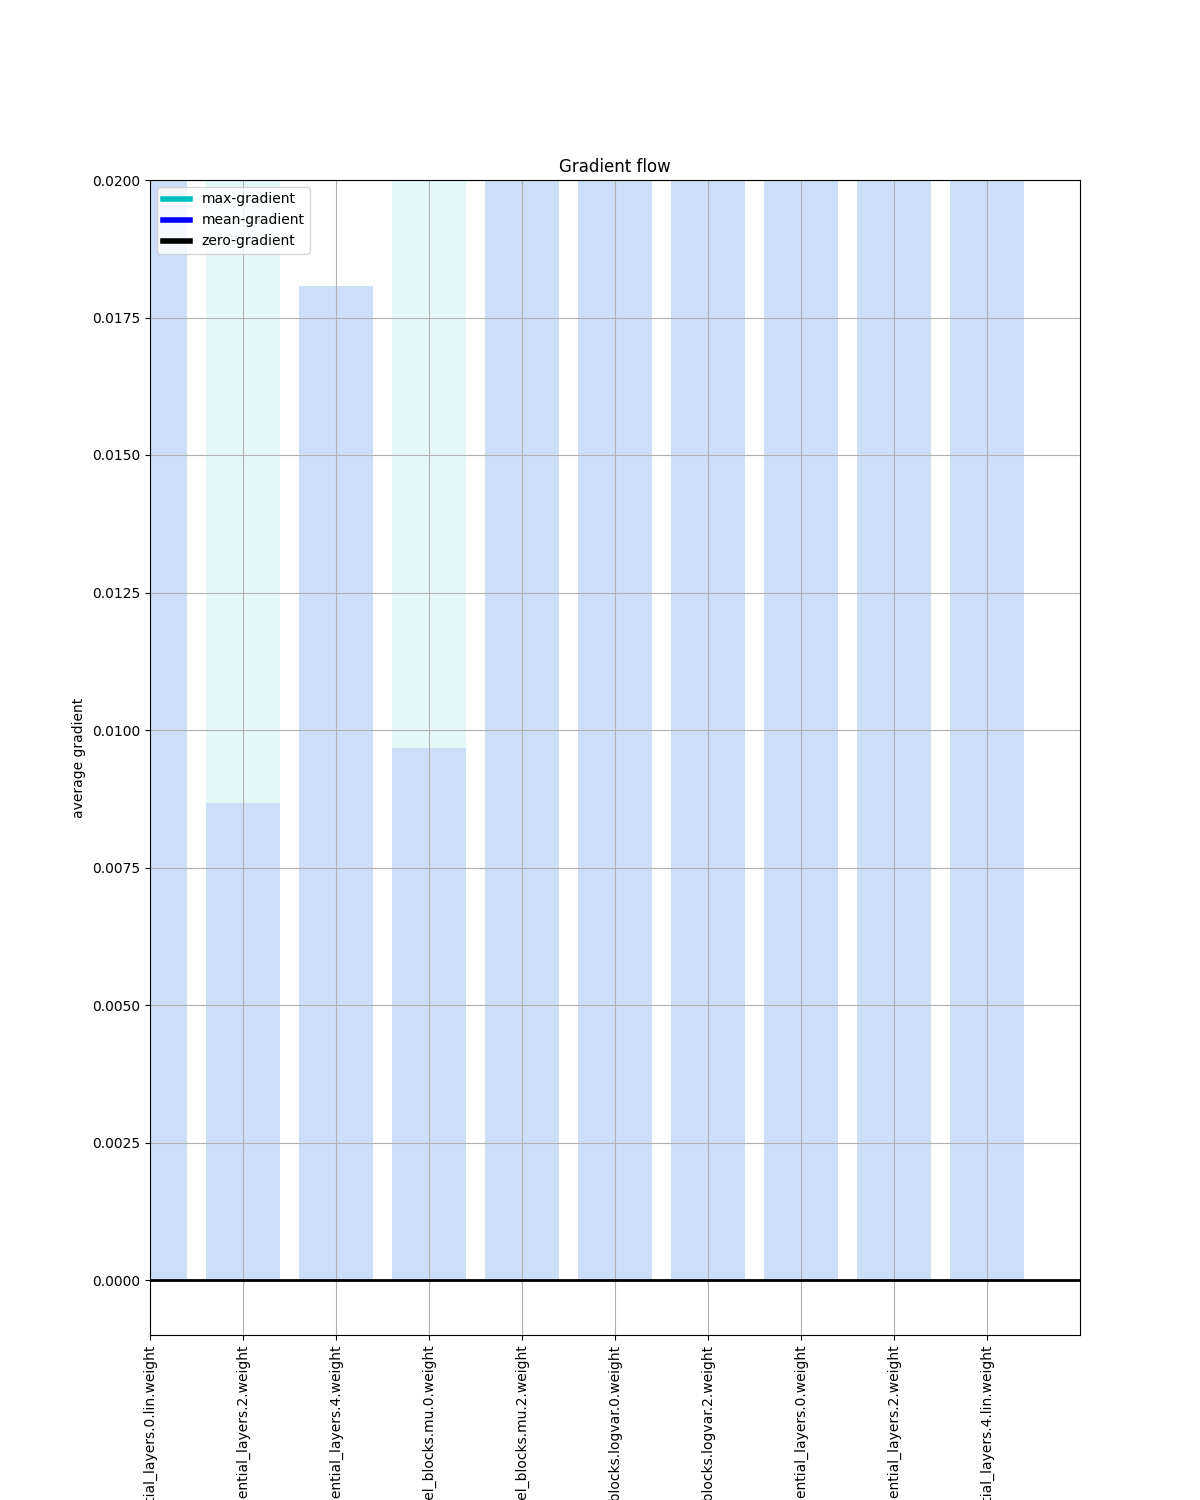 Gradient flow
max-gradient
mean-gradient
zero-gradient
0.0200
0.0175
0.0150
0.0125
0.0100
0.0075
0.0050
0.0025
0.0000
average gradient
tial_layers.0.lin.weight
ential_layers.2.weight
ential_layers.4.weight
el_blocks.mu.0.weight
el_blocks.mu.2.weight
blocks.logvar.0.weight
blocks.logvar.2.weight
ential_layers.0.weight
ential_layers.2.weight
tial_layers.4.lin.weight